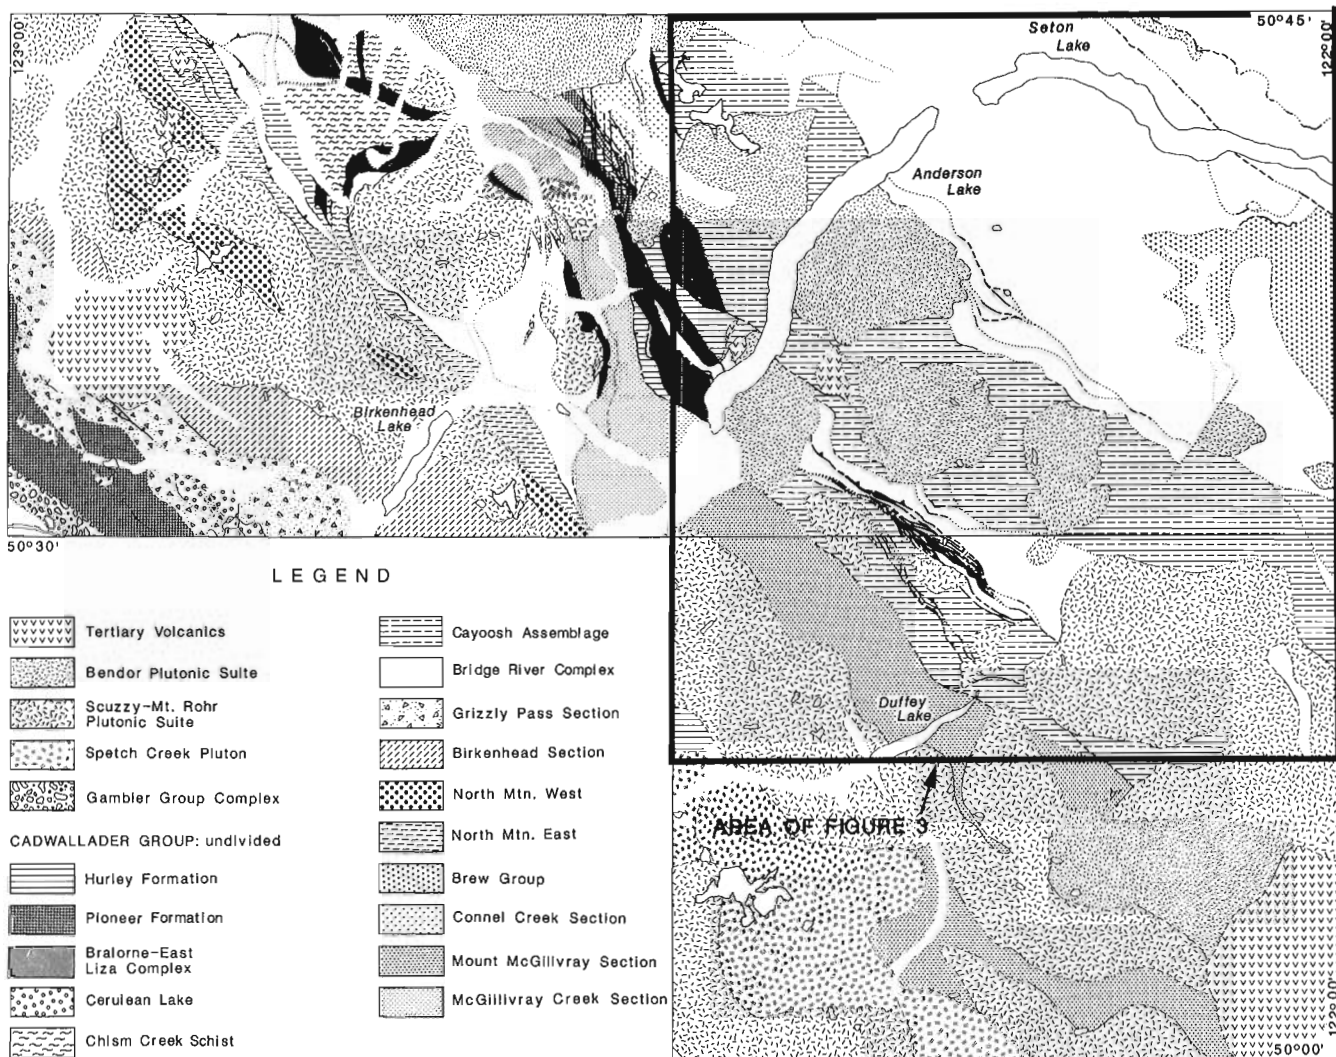 123°00'
50°45'
122°00'
Seton
Lake
Anderson
Lake
Birkenhead
Lake
50°30'
Duffey
Lake
AREA OF FIGURE 3
122°00'
50°00'
LEGEND
Tertiary Volcanics
Bendor Plutonic Suite
Scuzzy-Mt. Rohr
Plutonic Suite
Spetch Creek Pluton
Gambler Group Complex
CADWALLADER GROUP: undivided
Hurley Formation
Pioneer Formation
Bralorne-East
Liza Complex
Cerulean Lake
Chism Creek Schist
Cayoosh Assemblage
Bridge River Complex
Grizzly Pass Section
Birkenhead Section
North Mtn. West
North Mtn. East
Brew Group
Connel Creek Section
Mount McGillvray Section
McGillivray Creek Section